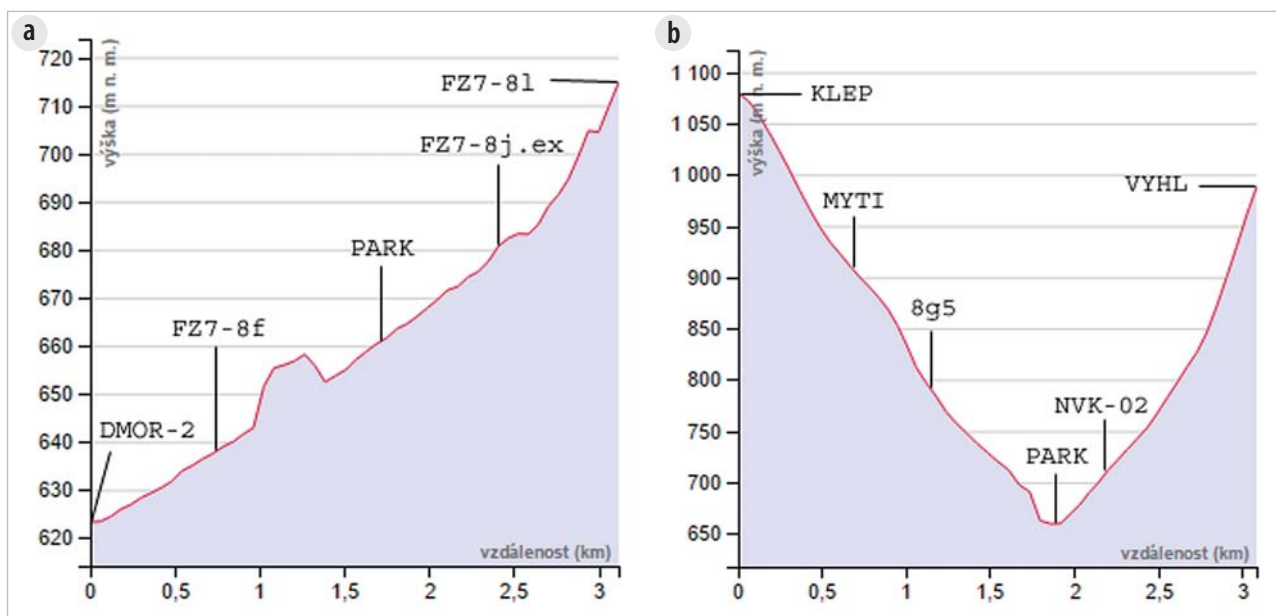 a
výška (m n. m.)
720
710
700
690
680
670
660
650
640
630
620
FZ7-8l
FZ7-8j.ex
PARK
FZ7-8f
DMOR-2
vzdálenost (km)
0
0,5
1
1,5
2
2,5
3
b
výška (m n. m.)
1 100
1 050
1 000
950
900
850
800
750
700
650
KLEP
VYHL
MYTI
8g5
NVK-02
PARK
vzdálenost (km)
0
0,5
1
1,5
2
2,5
3